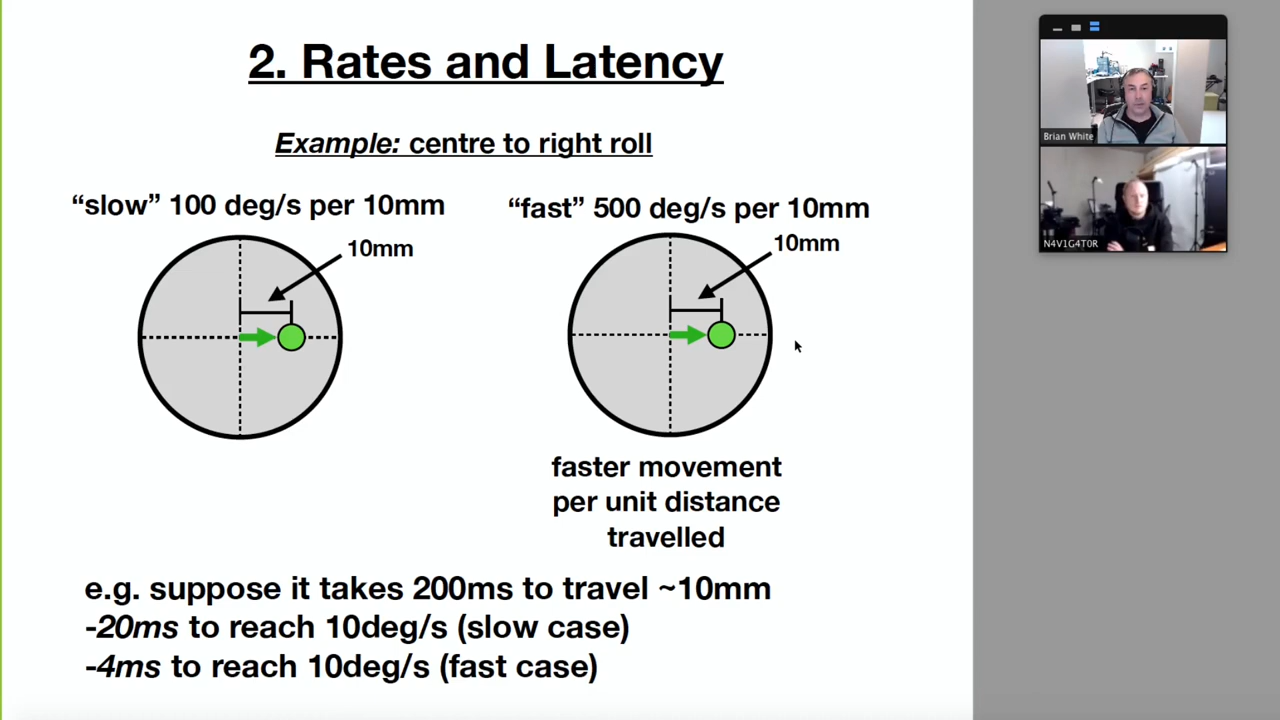 2. Rates and Latency
Example: centre to right roll
“slow” 100 deg/s per 10mm
“fast” 500 deg/s per 10mm
10mm
10mm
faster movement
per unit distance
travelled
e.g. suppose it takes 200ms to travel ~10mm
-20ms to reach 10deg/s (slow case)
-4ms to reach 10deg/s (fast case)
Brian White
N4V1G4T0R